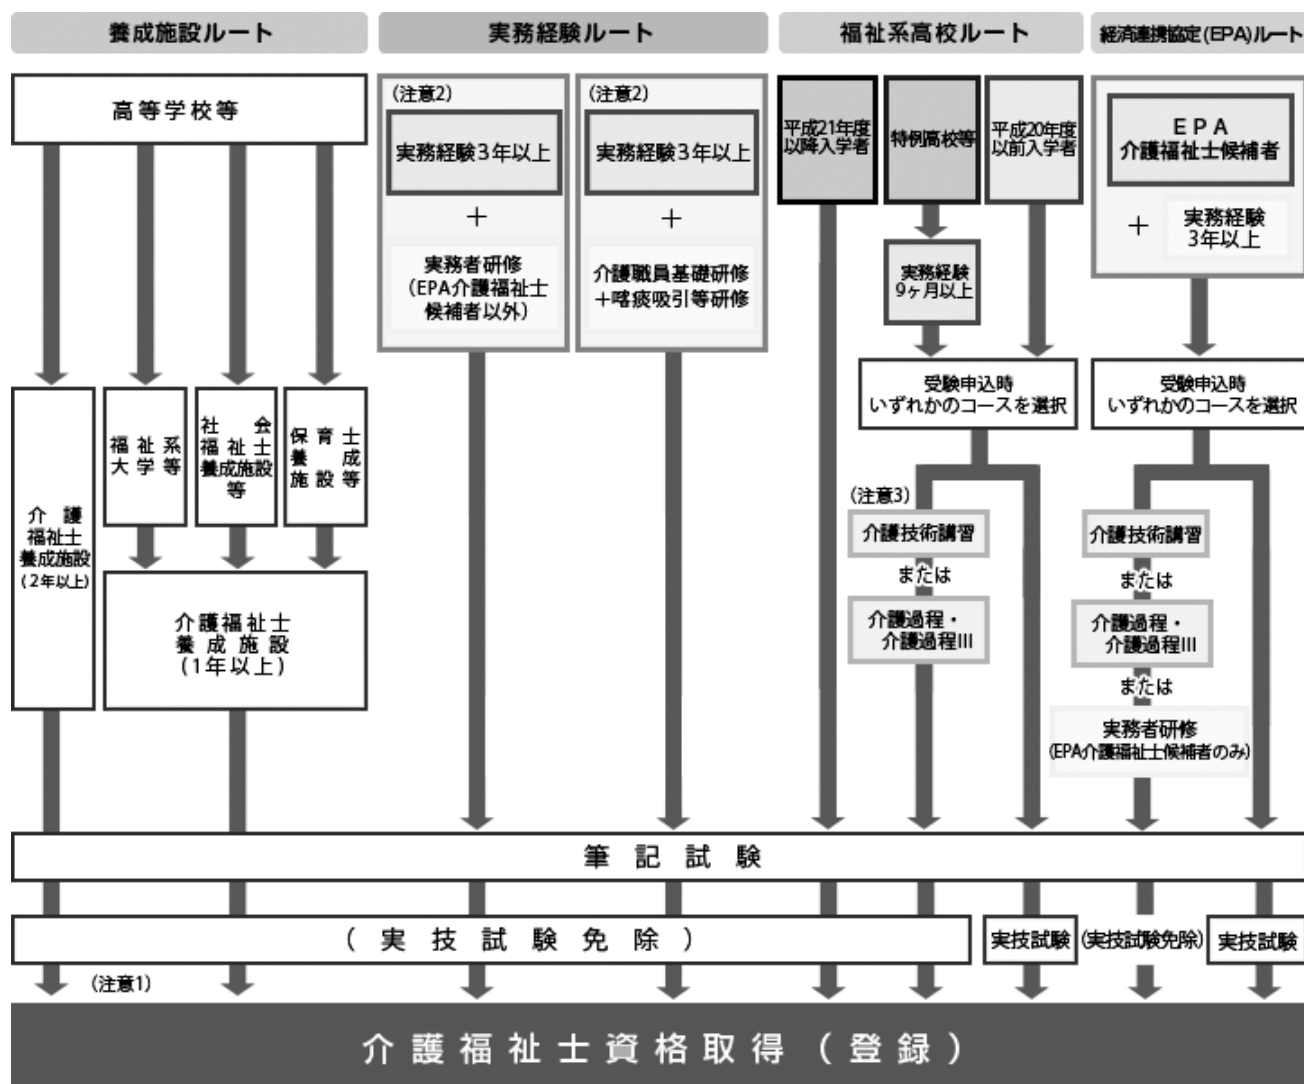 養成施設ルート
実務経験ルート
福祉系高校ルート
経済連携協定(EPA)ルート
高等学校等
(注意2)
実務経験3年以上
+
実務者研修
(EPA介護福祉士
候補者以外)
(注意2)
実務経験3年以上
+
介護職員基礎研修
+喀痰吸引等研修
平成21年度
以降入学者
特例高校等
平成20年度
以前入学者
実務経験
9ヶ月以上
EPA
介護福祉士候補者
+
実務経験
3年以上
受験申込時
いずれかのコースを選択
受験申込時
いずれかのコースを選択
介護
福祉士
養成施設
(2年以上)
福祉系
大学等
社会
福祉士
養成施設
等
保育士
養成
施設等
介護福祉士
養成施設
(1年以上)
(注意3)
介護技術講習
または
介護過程・
介護過程III
介護技術講習
または
介護過程・
介護過程III
または
実務者研修
(EPA介護福祉士候補者のみ)
筆記試験
(実技試験免除)
実技試験
(実技試験免除)
実技試験
(注意1)
介護福祉士資格取得(登録)